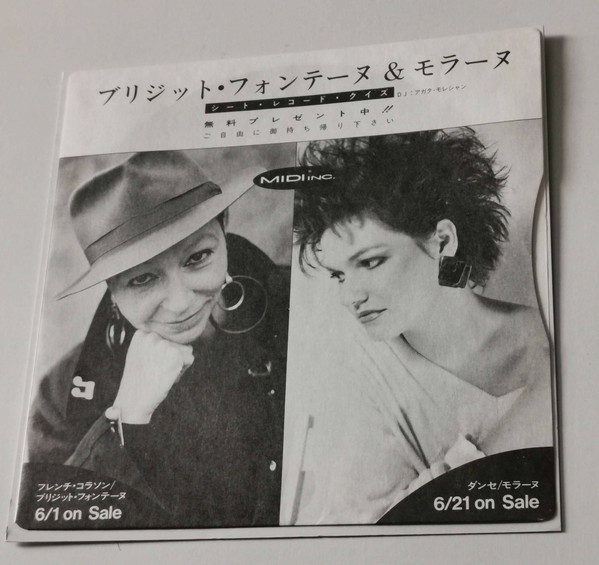 ブリジット・フォンテーヌ & モラーヌ
シート・レコード・クイズ DJ:アガタ・モレシャン
無料プレゼント中!!
ご自由に御持ち帰り下さい
MIDI INC.
フレンチ・コラソン/
ブリジット・フォンテーヌ
6/1 on Sale
ダンセ/モラーヌ
6/21 on Sale